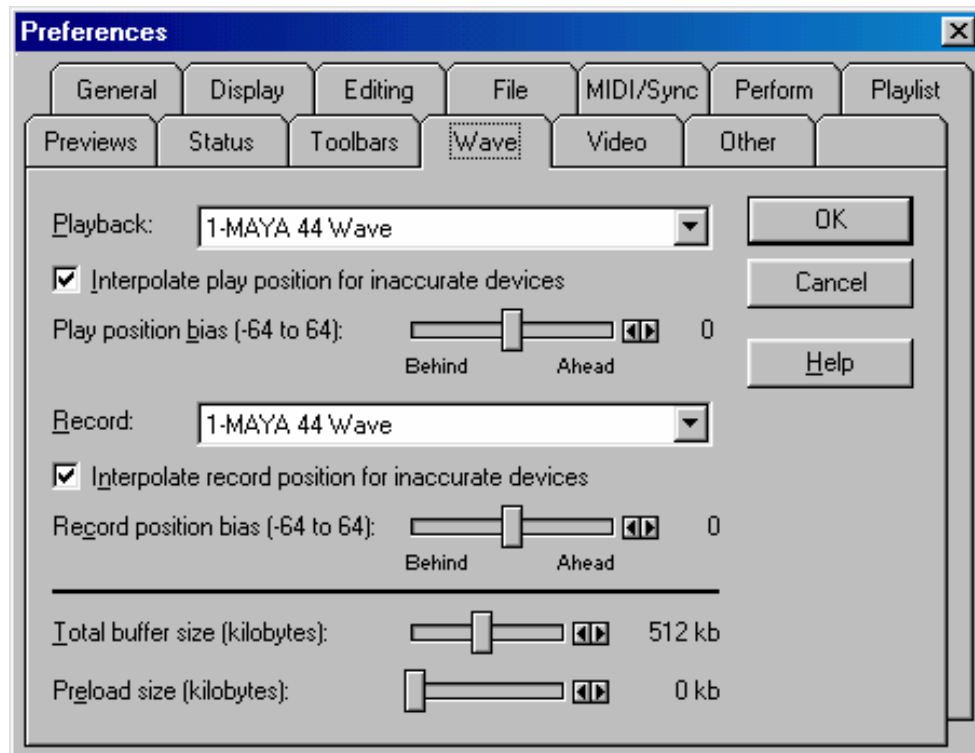 Preferences
General Display Editing File MIDI/Sync Perform Playlist
Previews Status Toolbars Wave Video Other
Playback: 1-MAYA 44 Wave OK
Interpolate play position for inaccurate devices Cancel
Play position bias (-64 to 64): 0
Behind Ahead Help
Record: 1-MAYA 44 Wave
Interpolate record position for inaccurate devices
Record position bias (-64 to 64): 0
Behind Ahead
Total buffer size (kilobytes): 512 kb
Preload size (kilobytes): 0 kb